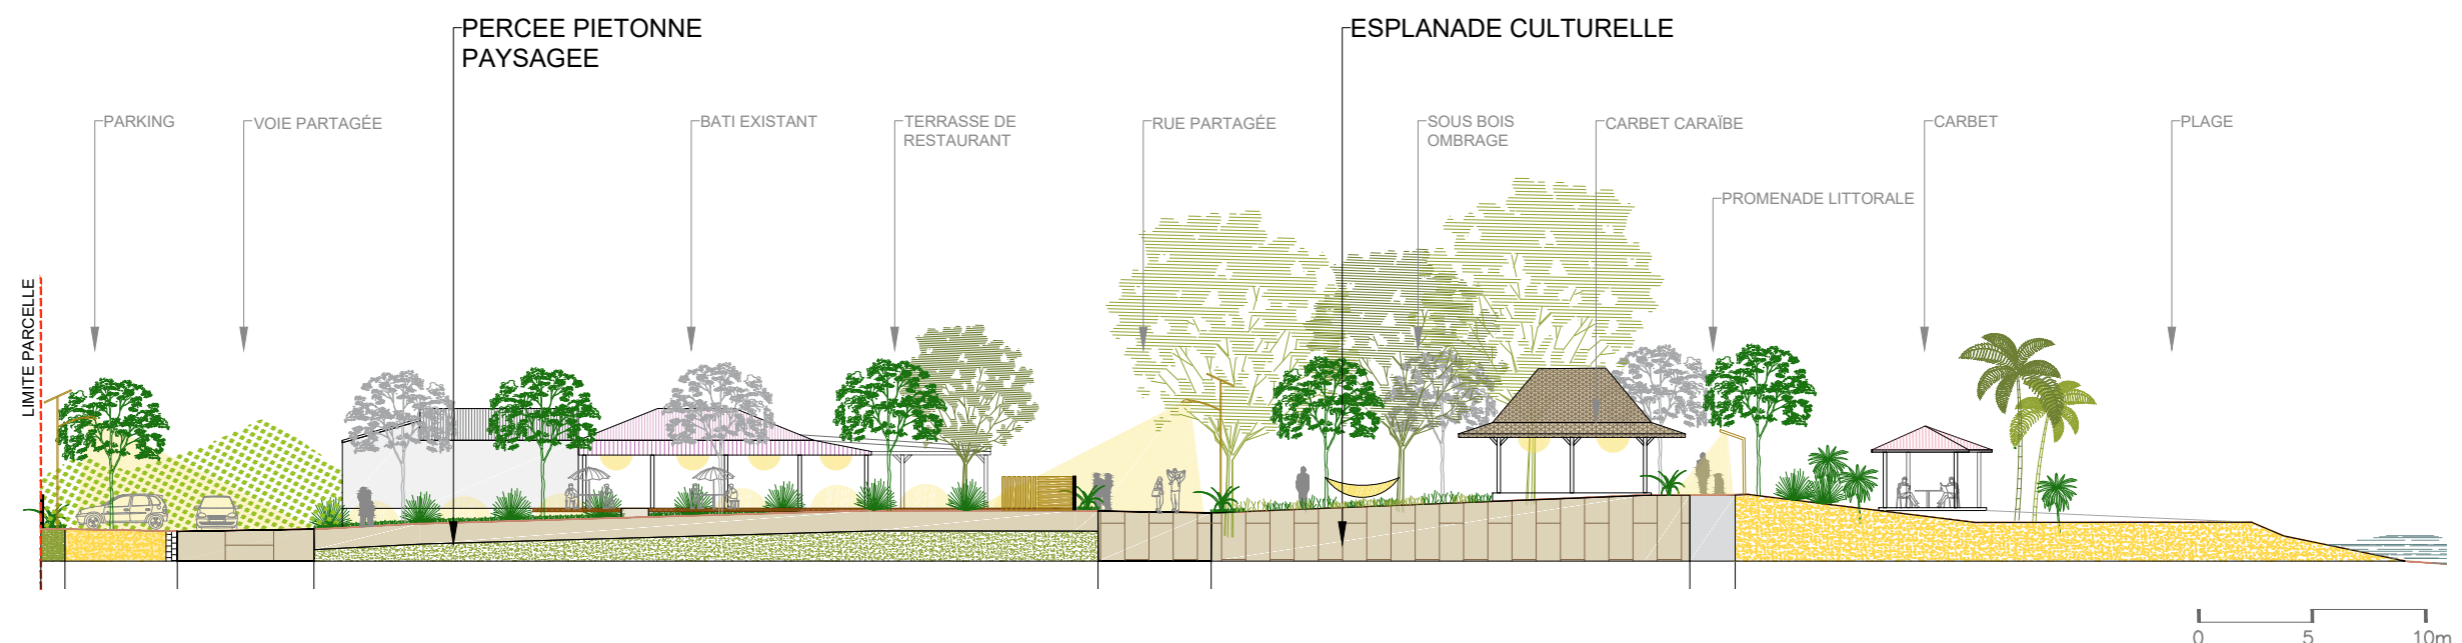 PERCEE PIETONNE
PAYSAGEE
ESPLANADE CULTURELLE
PARKING
VOIE PARTAGÉE
BATI EXISTANT
TERRASSE DE
RESTAURANT
RUE PARTAGÉE
SOUS BOIS
OMBRAGE
CARBET CARAÏBE
CARBET
PLAGE
PROMENADE LITTORALE
LIMITE PARCELLE
0 5 10m